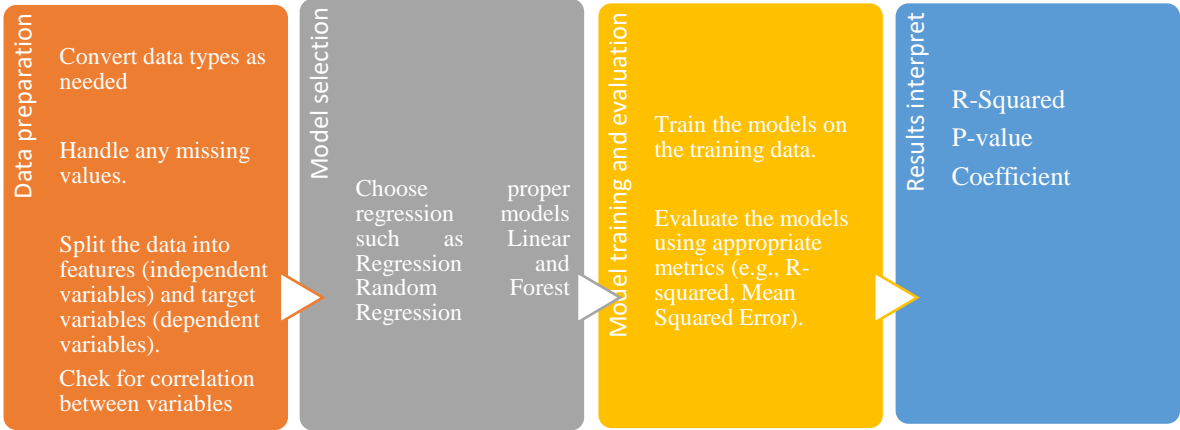 Data preparation
Convert data types as
needed
Handle any missing
values.
Split the data into
features (independent
variables) and target
variables (dependent
variables).
Chek for correlation
between variables
Model selection
Choose proper
regression models
such as Linear
Regression and
Random Forest
Regression
Model training and evaluation
Train the models on
the training data.
Evaluate the models
using appropriate
metrics (e.g., R-
squared, Mean
Squared Error).
Results interpret
R-Squared
P-value
Coefficient